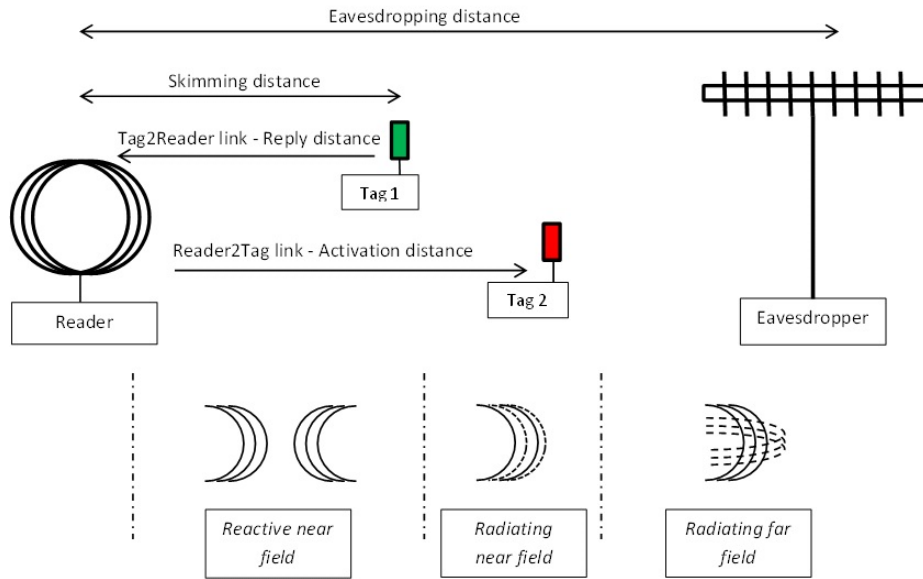 Eavesdropping distance
Skimming distance
Tag2Reader link - Reply distance
Tag 1
Reader2Tag link - Activation distance
Tag 2
Reader
Eavesdropper
Reactive near
field
Radiating
near field
Radiating far
field